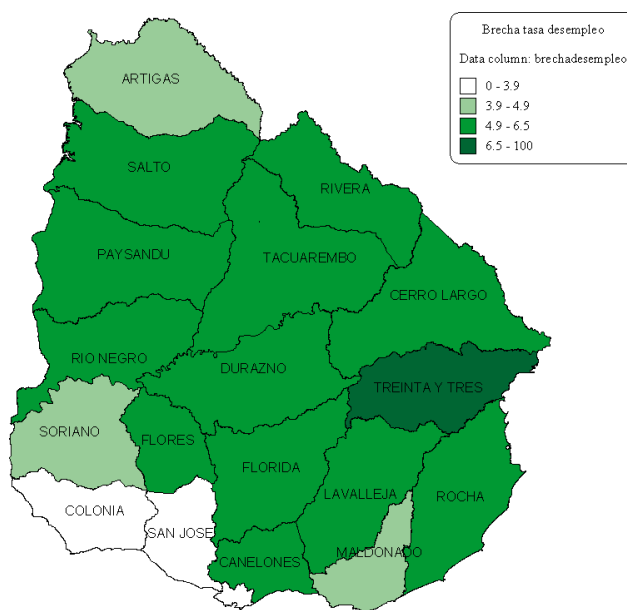 Brecha tasa desempleo
Data column: brechadesempleo
0 - 3.9
3.9 - 4.9
4.9 - 6.5
6.5 - 100
ARTIGAS
SALTO
RIVERA
PAYSANDU
TACUAREMBO
CERRO LARGO
RIO NEGRO
DURAZNO
TREINTA Y TRES
SORIANO
FLORES
FLORIDA
LAVALLEJA
ROCHA
COLONIA
SAN JOSE
CANELONES
MALDONADO